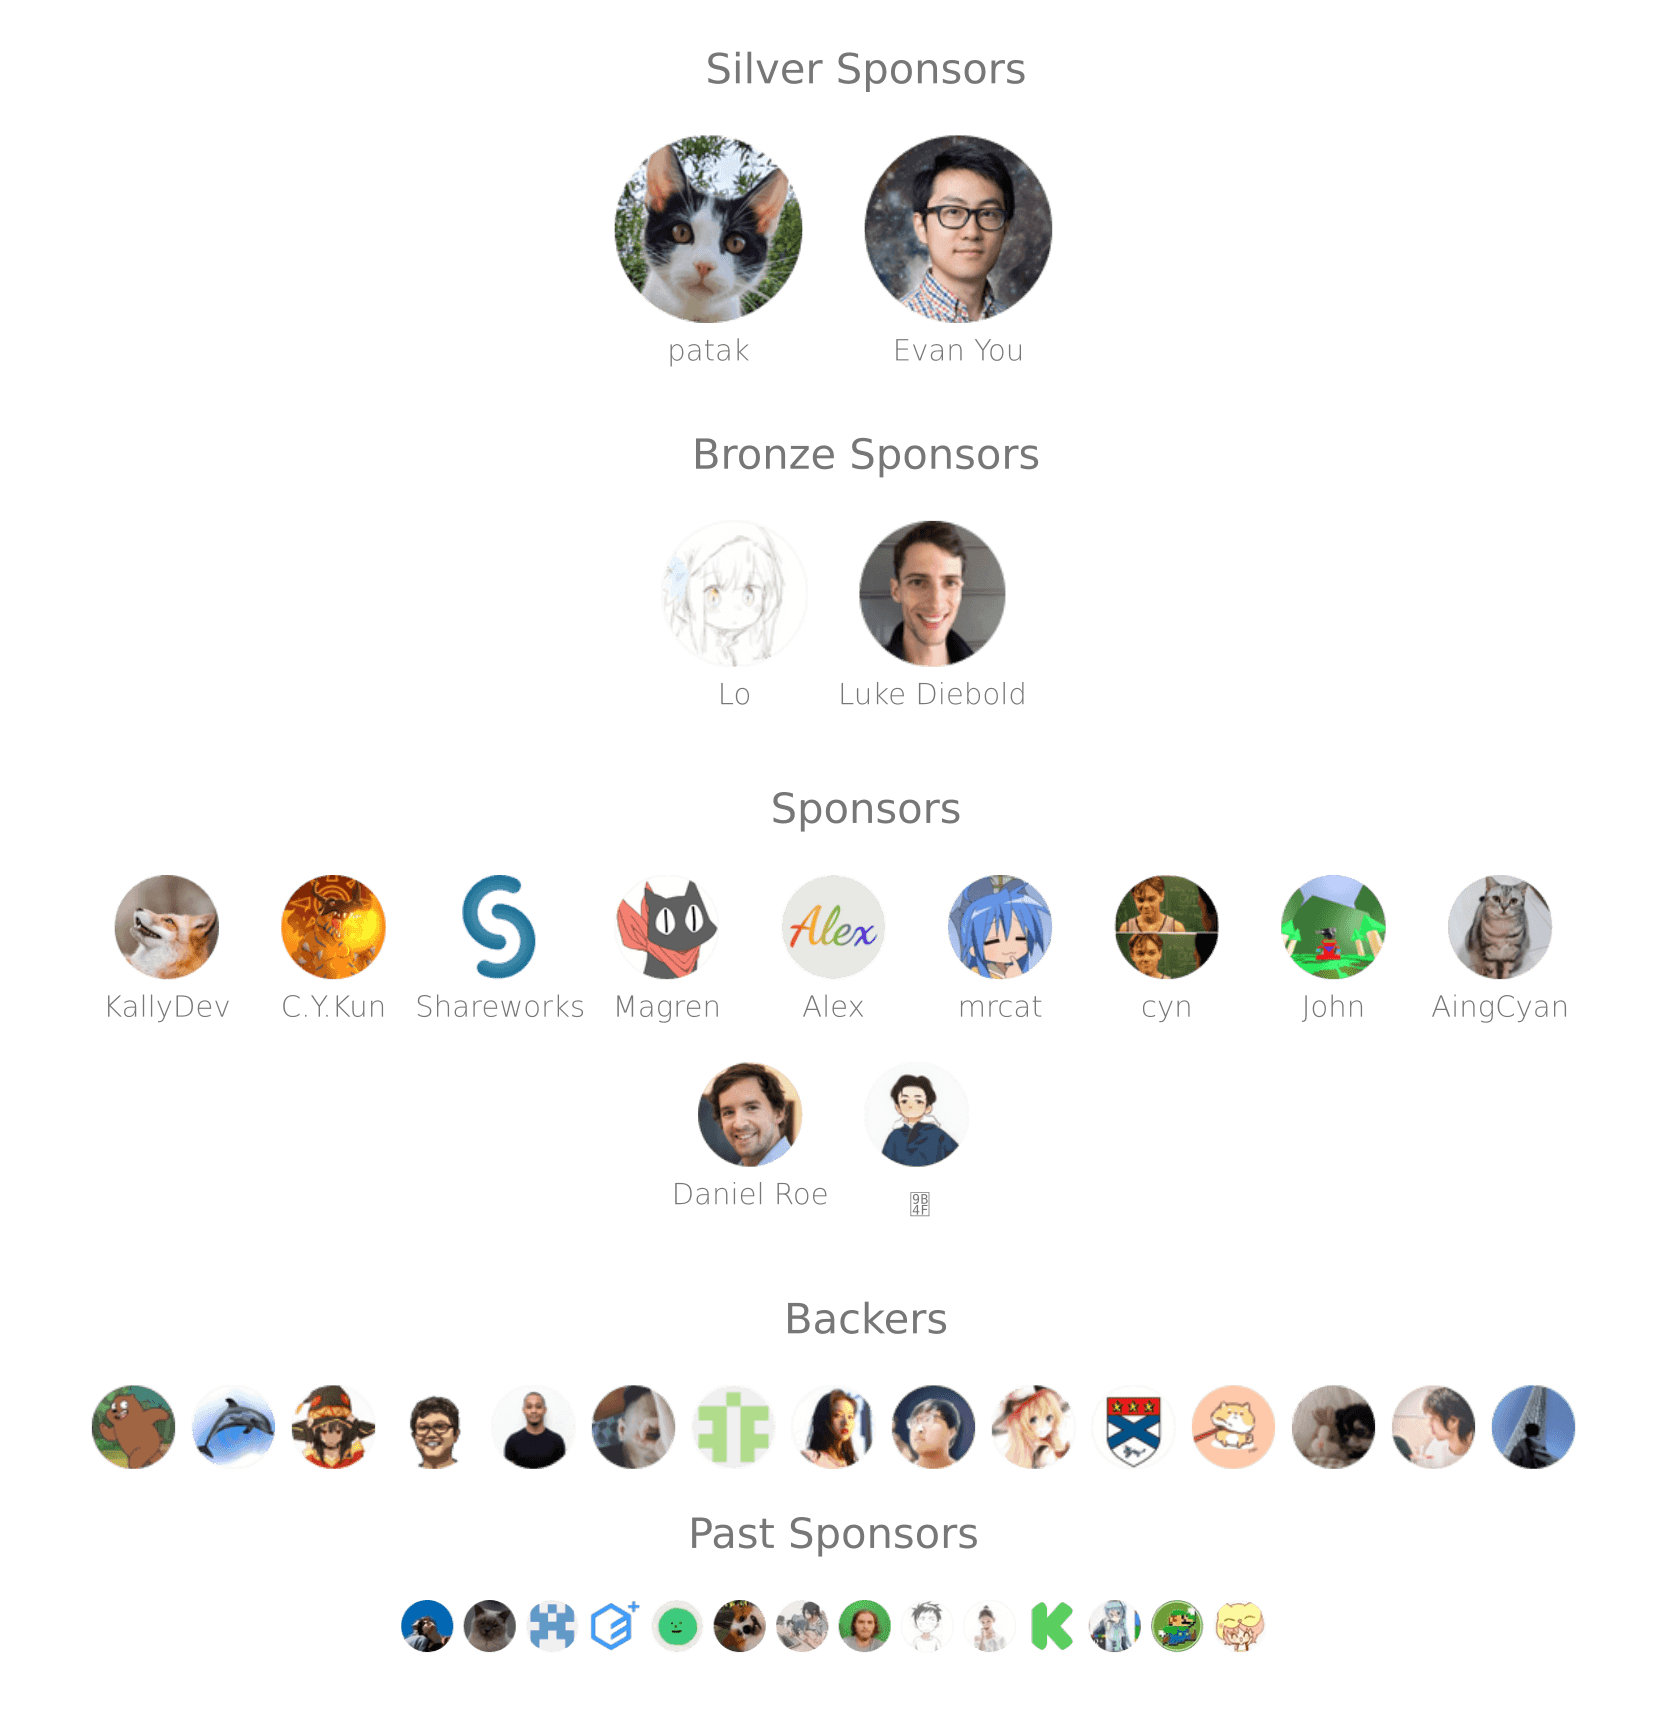 Silver Sponsors
patak
Evan You
Bronze Sponsors
Lo
Luke Diebold
Sponsors
KallyDev
C.Y.Kun
Shareworks
Magren
Alex
Alex
mrcat
cyn
John
AingCyan
Daniel Roe
Backers
Past Sponsors